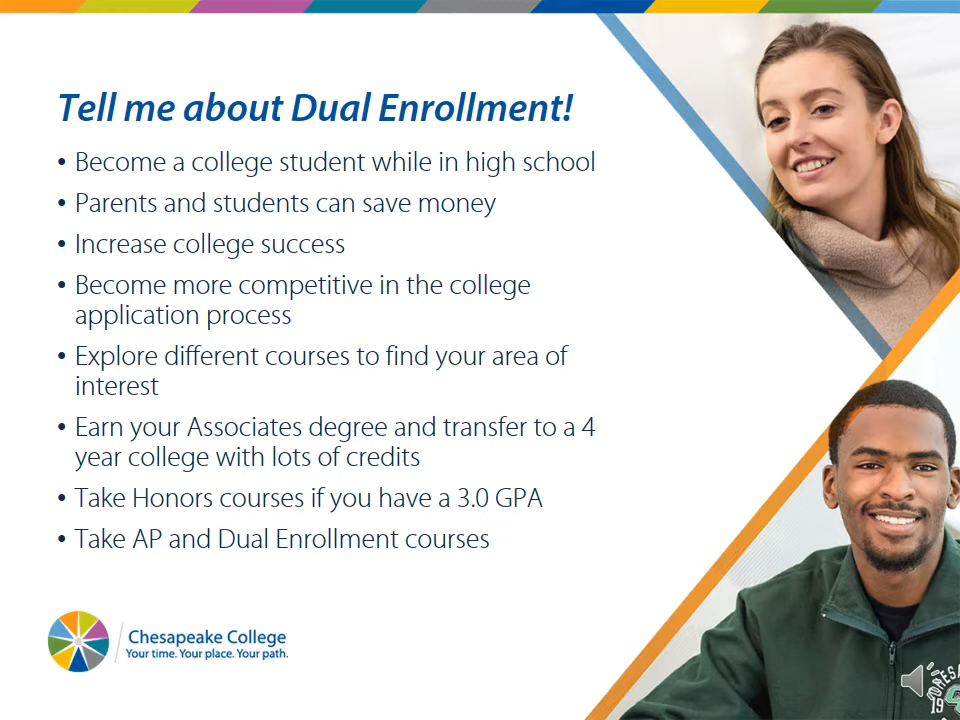 Tell me about Dual Enrollment!
• Become a college student while in high school
• Parents and students can save money
• Increase college success
• Become more competitive in the college
application process
• Explore different courses to find your area of
interest
• Earn your Associates degree and transfer to a 4
year college with lots of credits
• Take Honors courses if you have a 3.0 GPA
• Take AP and Dual Enrollment courses
Chesapeake College
Your time. Your place. Your path.
19